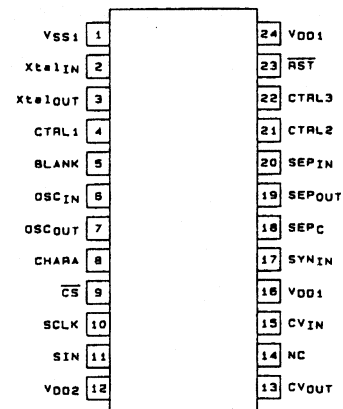 VSS1 1 24 VDD1
XtalIN 2 23 RST
XtalOUT 3 22 CTRL3
CTRL1 4 21 CTRL2
BLANK 5 20 SEPIN
OSCIN 6 19 SEPOUT
OSCOUT 7 18 SEPC
CHARA 8 17 SYNIN
CS 9 16 VDD1
SCLK 10 15 CVIN
SIN 11 14 NC
VDD2 12 13 CVOUT